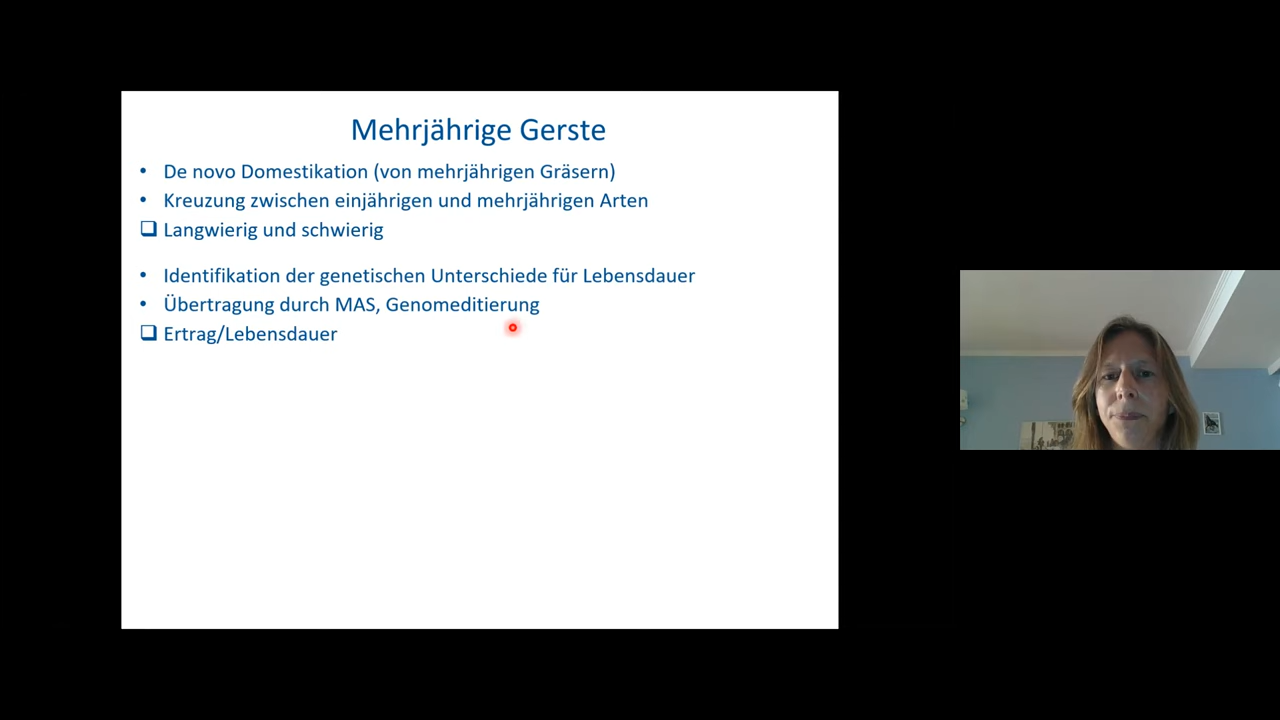 Mehrjährige Gerste
• De novo Domestikation (von mehrjährigen Gräsern)
• Kreuzung zwischen einjährigen und mehrjährigen Arten
❑ Langwierig und schwierig
• Identifikation der genetischen Unterschiede für Lebensdauer
• Übertragung durch MAS, Genomeditierung
❑ Ertrag/Lebensdauer